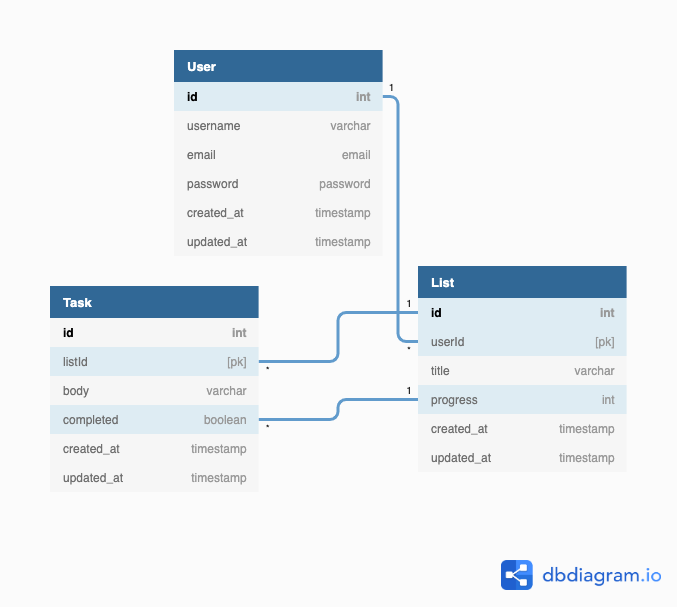 User
id int
username varchar
email email
password password
created_at timestamp
updated_at timestamp
1
Task
id int
listId [pk]
body varchar
completed boolean
created_at timestamp
updated_at timestamp
*
*
List
id int
userId [pk]
title varchar
progress int
created_at timestamp
updated_at timestamp
1
*
1
dbdiagram.io